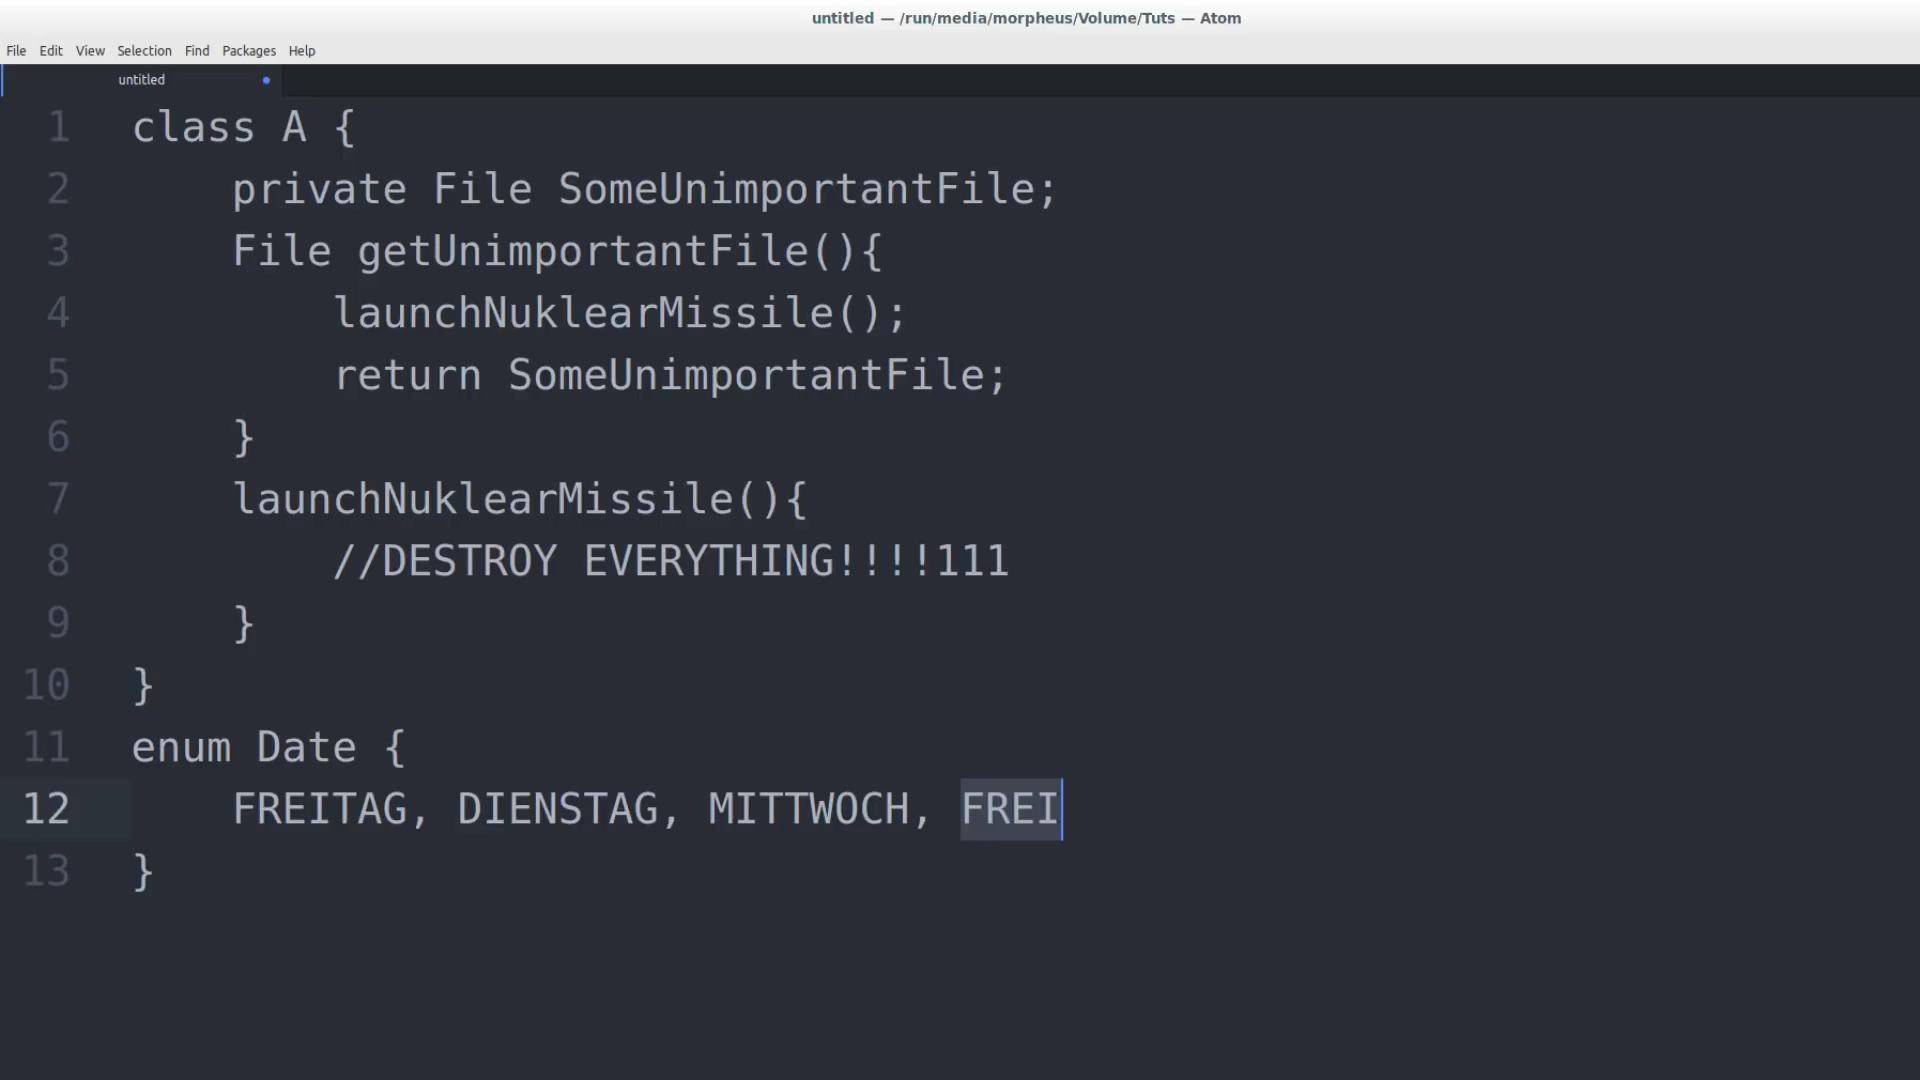 untitled — /run/media/morpheus/Volume/Tuts — Atom
File Edit View Selection Find Packages Help
untitled
1 class A {
2 private File SomeUnimportantFile;
3 File getUnimportantFile(){
4 launchNuklearMissile();
5 return SomeUnimportantFile;
6 }
7 launchNuklearMissile(){
8 //DESTROY EVERYTHING!!!!111
9 }
10 }
11 enum Date {
12 FREITAG, DIENSTAG, MITTWOCH, FREI
13 }